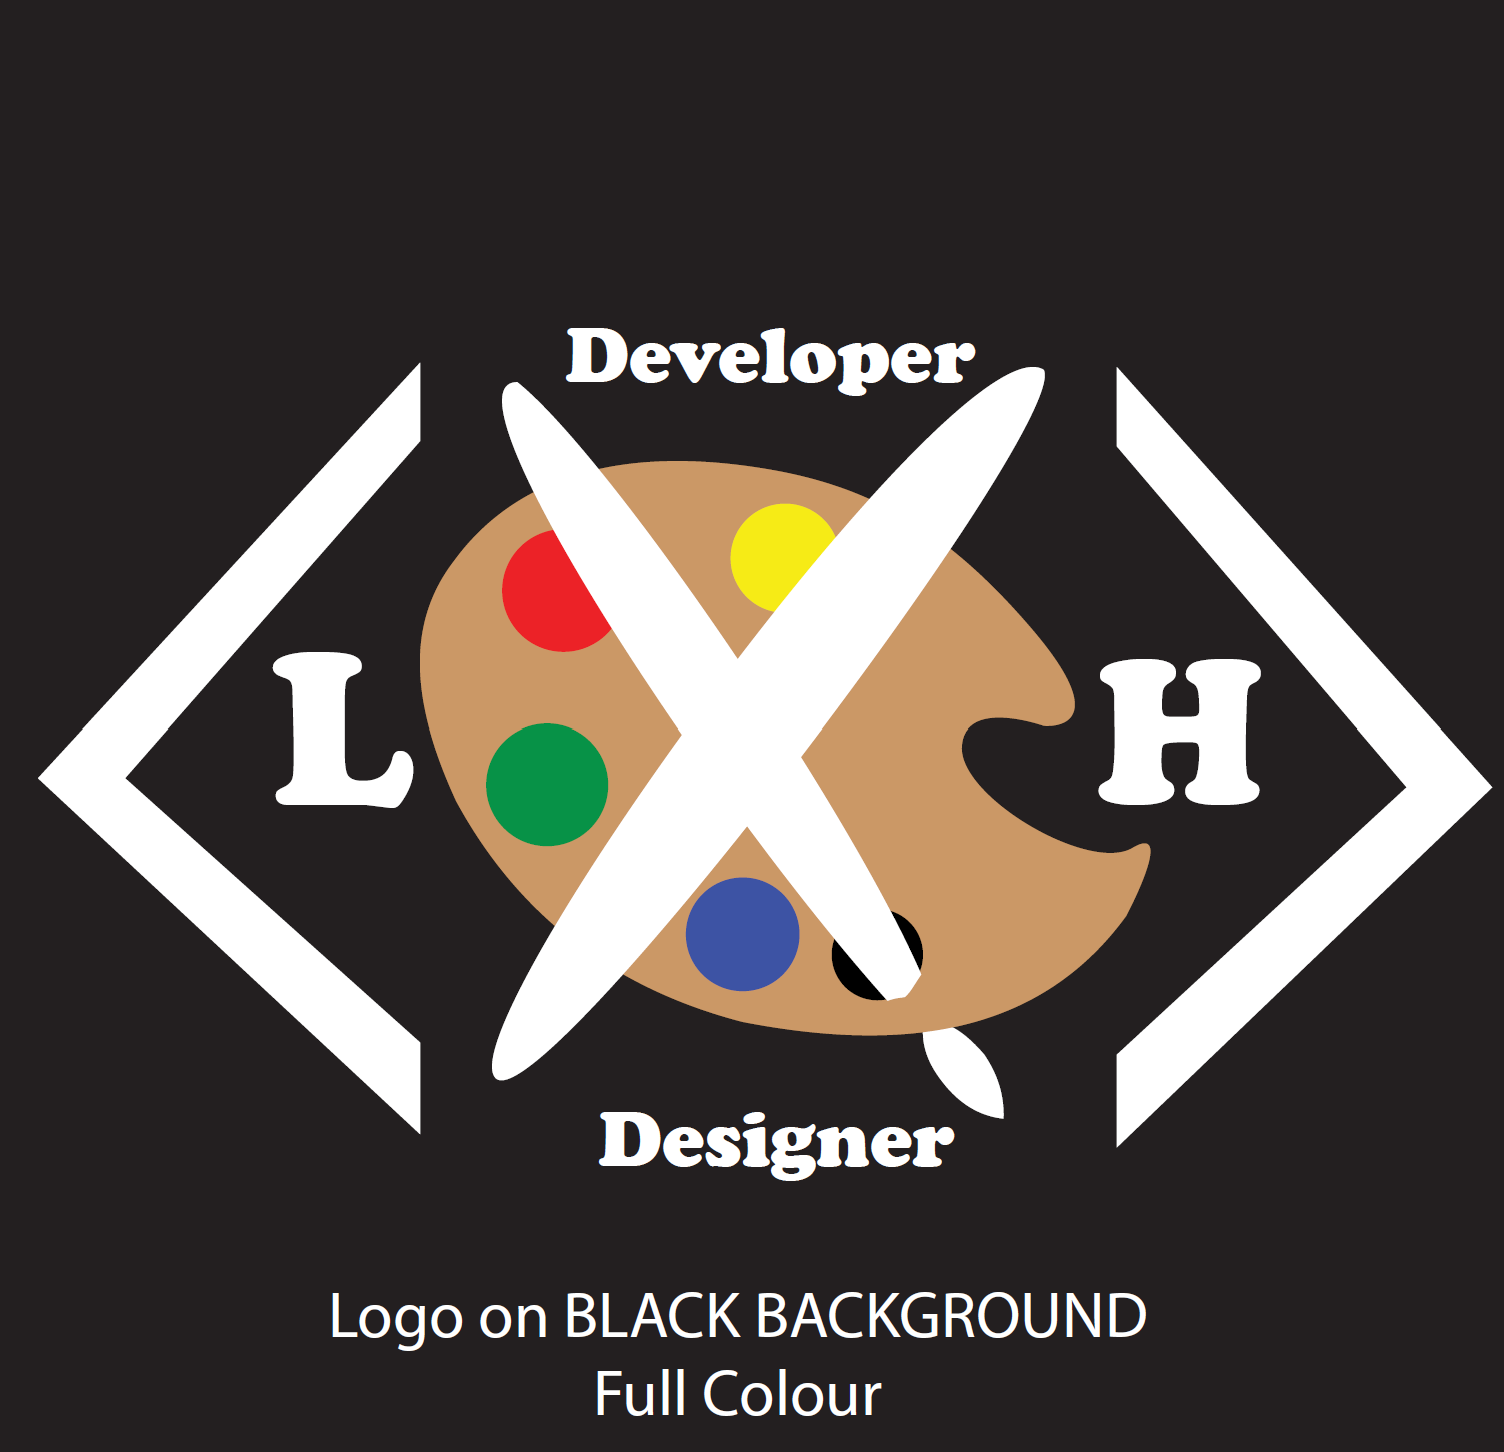 Developer
L H
Designer
Logo on BLACK BACKGROUND
Full Colour